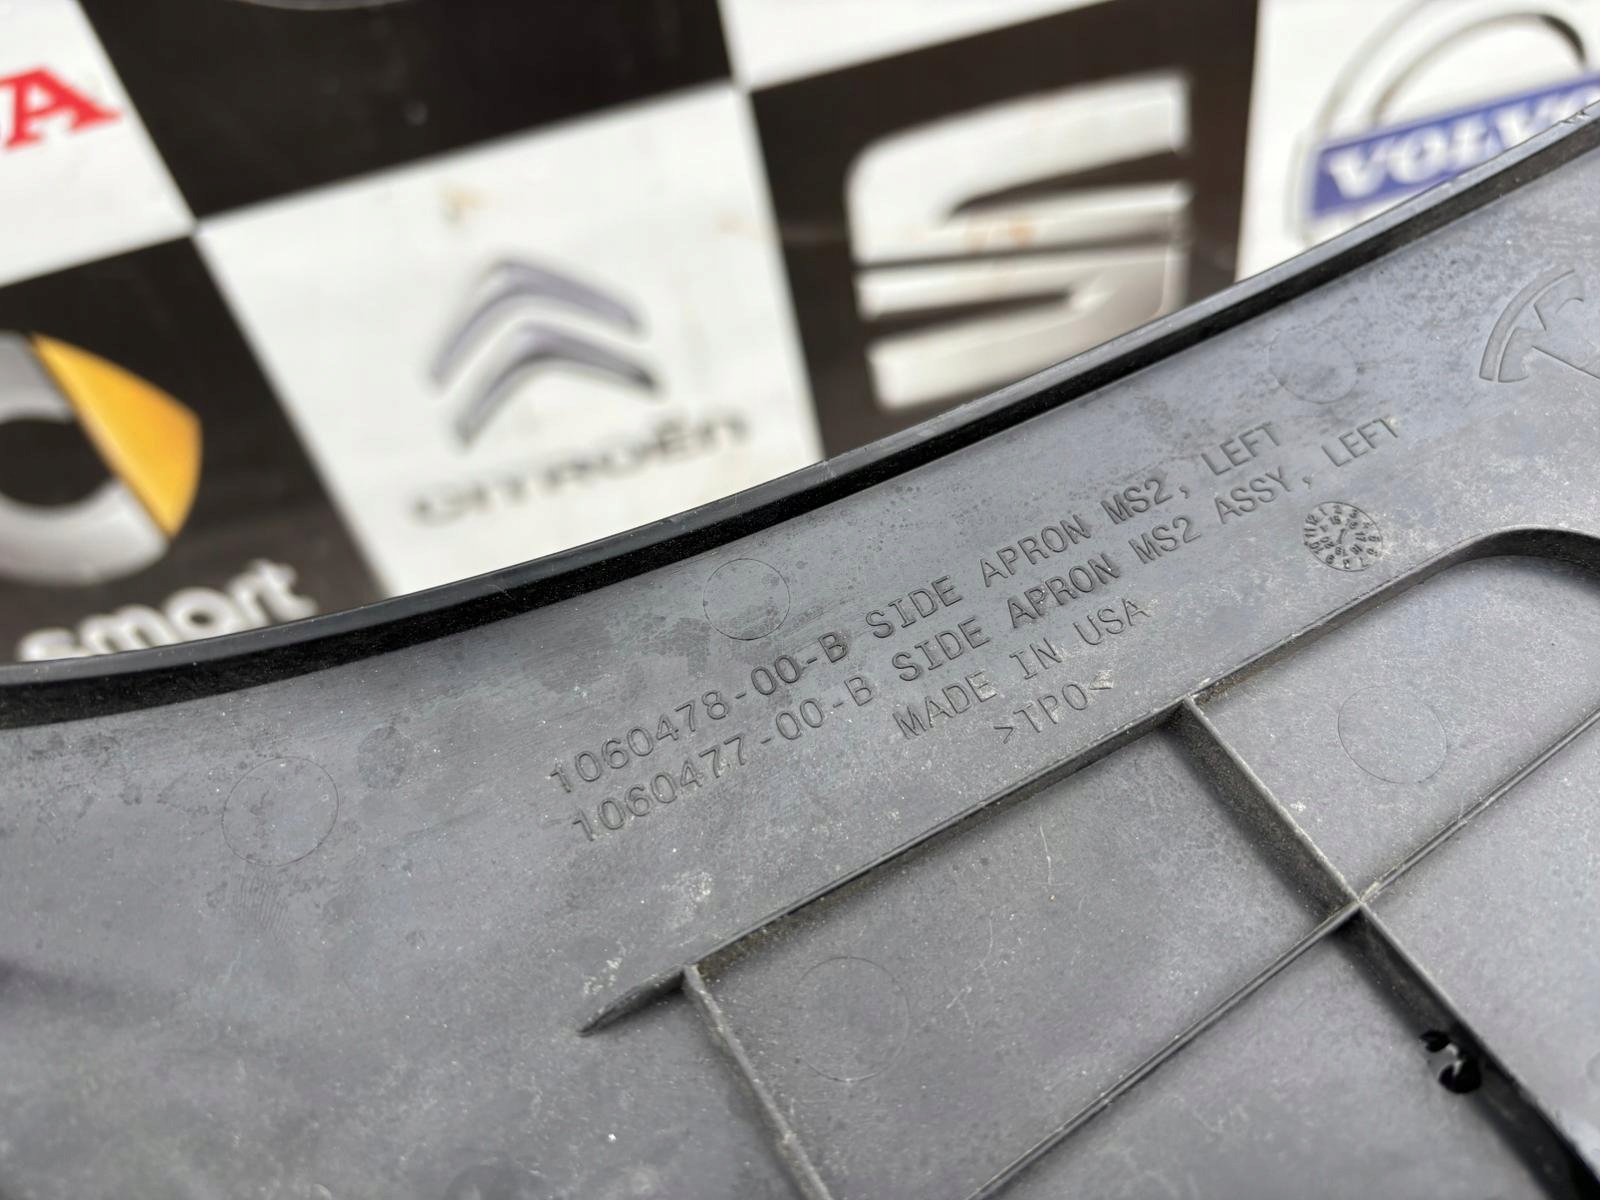 VOLVO
CITROËN
smart
1060478-00-B SIDE APRON MS2, LEFT
1060477-00-B SIDE APRON MS2 ASSY, LEFT
MADE IN USA
>TPO<